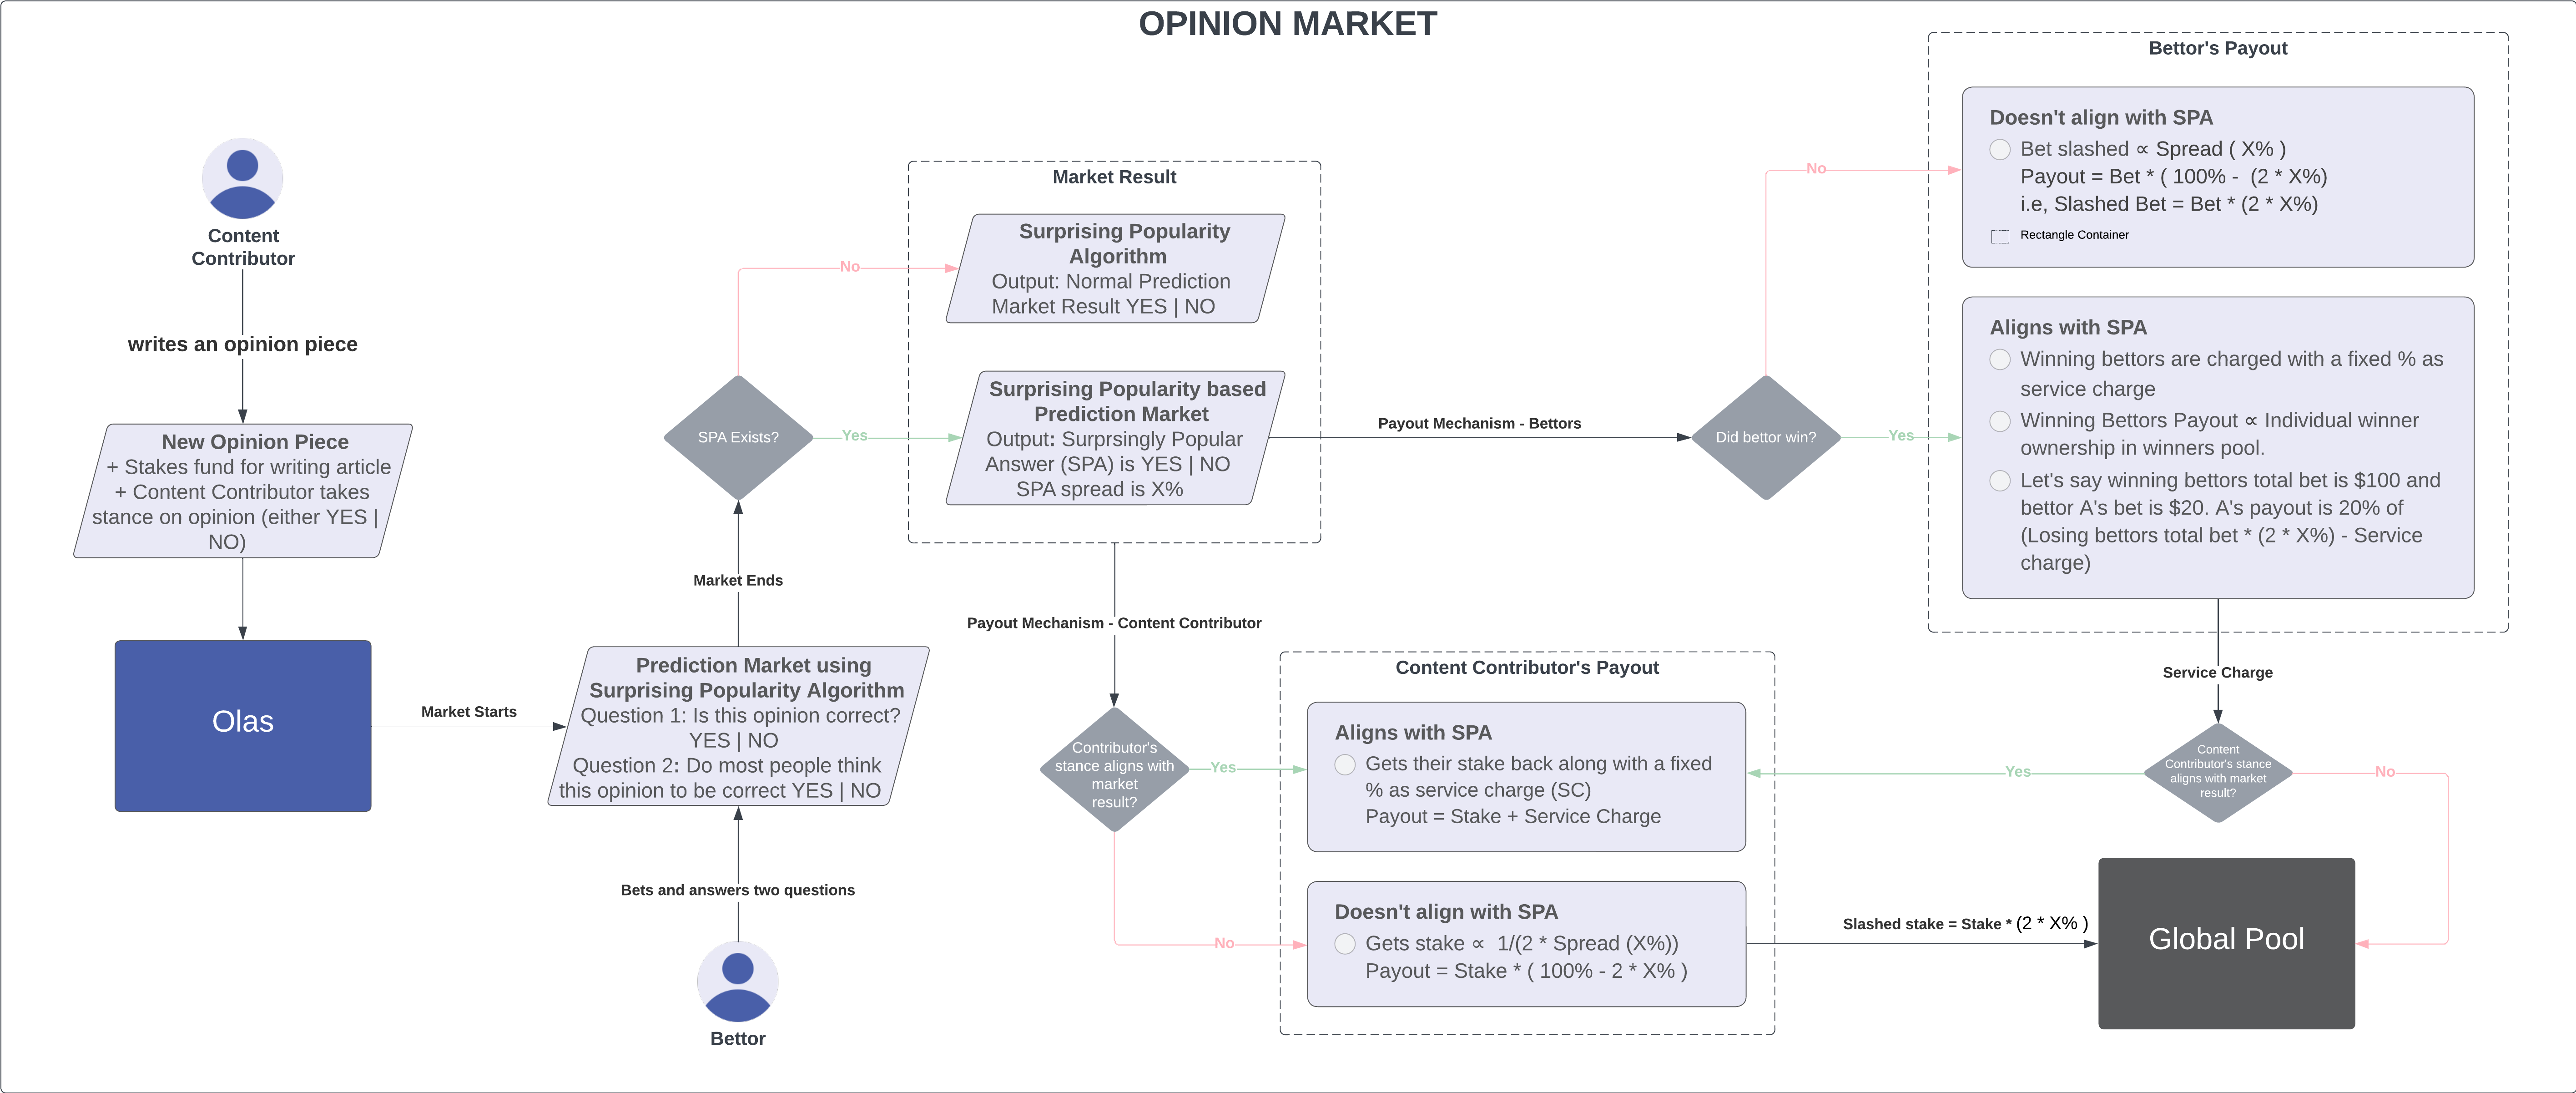 OPINION MARKET
Content
Contributor
writes an opinion piece
New Opinion Piece
+ Stakes fund for writing article
+ Content Contributor takes
stance on opinion (either YES |
NO)
Olas
Market Starts
Prediction Market using
Surprising Popularity Algorithm
Question 1: Is this opinion correct?
YES | NO
Question 2: Do most people think
this opinion to be correct YES | NO
Bets and answers two questions
Bettor
Market Ends
SPA Exists?
No
Yes
Market Result
Surprising Popularity
Algorithm
Output: Normal Prediction
Market Result YES | NO
Surprising Popularity based
Prediction Market
Output: Surprsingly Popular
Answer (SPA) is YES | NO
SPA spread is X%
Payout Mechanism - Bettors
Did bettor win?
No
Yes
Bettor's Payout
Doesn't align with SPA
Bet slashed ∝ Spread ( X% )
Payout = Bet * ( 100% -  (2 * X%)
i.e, Slashed Bet = Bet * (2 * X%)
Rectangle Container
Aligns with SPA
Winning bettors are charged with a fixed % as
service charge
Winning Bettors Payout ∝ Individual winner
ownership in winners pool.
Let's say winning bettors total bet is $100 and
bettor A's bet is $20. A's payout is 20% of
(Losing bettors total bet * (2 * X%) - Service
charge)
Service Charge
Content
Contributor's stance
aligns with market
result?
Yes
No
Payout Mechanism - Content Contributor
Contributor's
stance aligns with
market
result?
Yes
No
Content Contributor's Payout
Aligns with SPA
Gets their stake back along with a fixed
% as service charge (SC)
Payout = Stake + Service Charge
Doesn't align with SPA
Gets stake ∝  1/(2 * Spread (X%))
Payout = Stake * ( 100% - 2 * X% )
Slashed stake = Stake * (2 * X% )
Global Pool